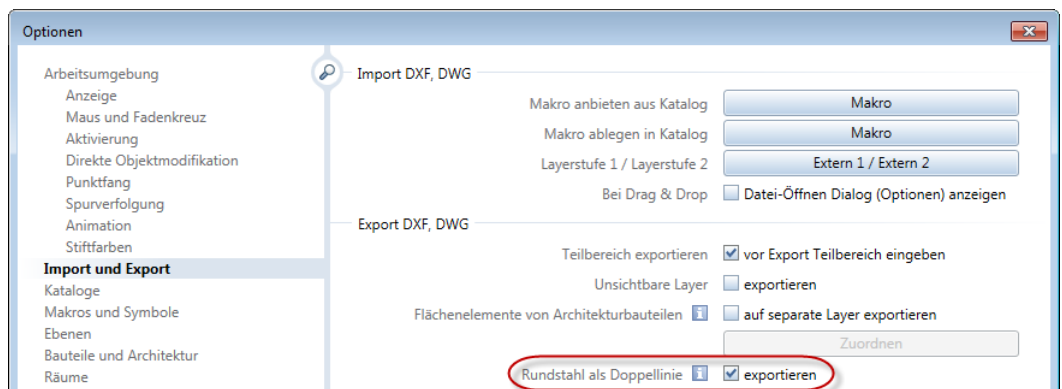 Optionen
Arbeitsumgebung
Anzeige
Maus und Fadenkreuz
Aktivierung
Direkte Objektmodifikation
Punktfang
Spurverfolgung
Animation
Stiftfarben
Import und Export
Kataloge
Makros und Symbole
Ebenen
Bauteile und Architektur
Räume
Import DXF, DWG
Makro anbieten aus Katalog Makro
Makro ablegen in Katalog Makro
Layerstufe 1 / Layerstufe 2 Extern 1 / Extern 2
Bei Drag & Drop Datei-Öffnen Dialog (Optionen) anzeigen
Export DXF, DWG
Teilbereich exportieren vor Export Teilbereich eingeben
Unsichtbare Layer exportieren
Flächenelemente von Architekturbauteilen i auf separate Layer exportieren
Zuordnen
Rundstahl als Doppellinie i exportieren